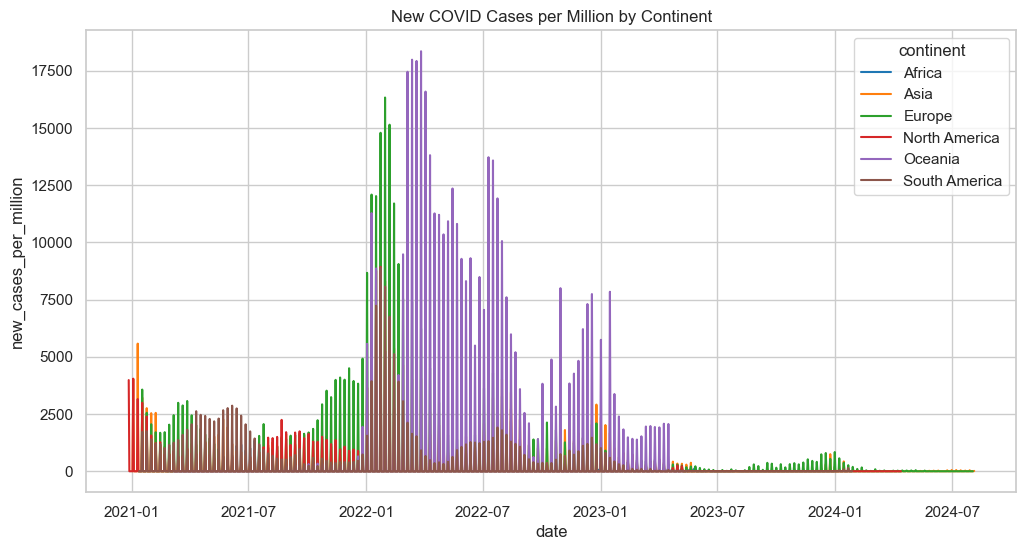 New COVID Cases per Million by Continent
new_cases_per_million
17500
15000
12500
10000
7500
5000
2500
0
continent
Africa
Asia
Europe
North America
Oceania
South America
2021-01 2021-07 2022-01 2022-07 2023-01 2023-07 2024-01 2024-07
date